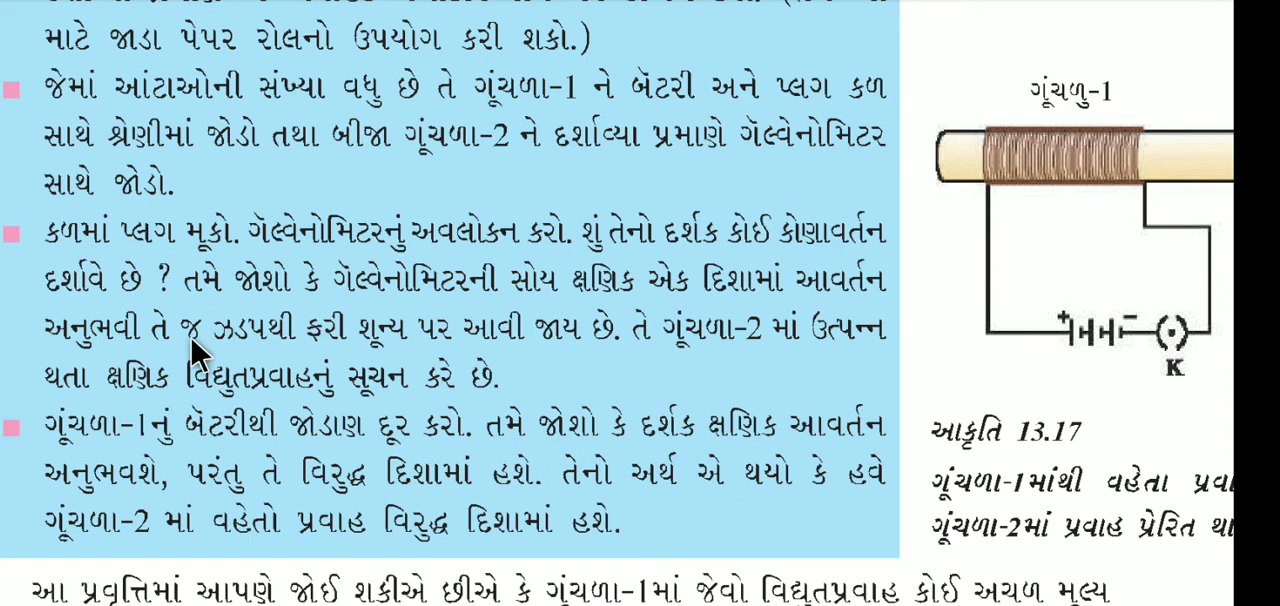 માટે જાડા પેપર રોલનો ઉપયોગ કરી શકો.)
જેમાં આંટાઓની સંખ્યા વધુ છે તે ગૂંચળા-1 ને બૅટરી અને પ્લગ કળ
સાથે શ્રેણીમાં જોડો તથા બીજા ગૂંચળા-2 ને દર્શાવ્યા પ્રમાણે ગૅલ્વેનોમિટર
સાથે જોડો.
કળમાં પ્લગ મૂકો. ગૅલ્વેનોમિટરનું અવલોકન કરો. શું તેનો દર્શક કોઈ કોણાવર્તન
દર્શાવે છે ? તમે જોશો કે ગૅલ્વેનોમિટરની સોય ક્ષણિક એક દિશામાં આવર્તન
અનુભવી તે જ ઝડપથી ફરી શૂન્ય પર આવી જાય છે. તે ગૂંચળા-2 માં ઉત્પન્ન
થતા ક્ષણિક વિદ્યુતપ્રવાહનું સૂચન કરે છે.
ગૂંચળા-1નું બૅટરીથી જોડાણ દૂર કરો. તમે જોશો કે દર્શક ક્ષણિક આવર્તન
અનુભવશે, પરંતુ તે વિરુદ્ધ દિશામાં હશે. તેનો અર્થ એ થયો કે હવે
ગૂંચળા-2 માં વહેતો પ્રવાહ વિરુદ્ધ દિશામાં હશે.
આ પ્રવૃત્તિમાં આપણે જોઈ શકીએ છીએ કે ગૂંચળા-1માં જેવો વિદ્યુતપ્રવાહ કોઈ અચળ મૂલ્ય
ગૂંચળુ-1
+ −
K
આકૃતિ 13.17
ગૂંચળા-1માંથી વહેતા
ગૂંચળા-2માં પ્રવાહ પ્રેરિત